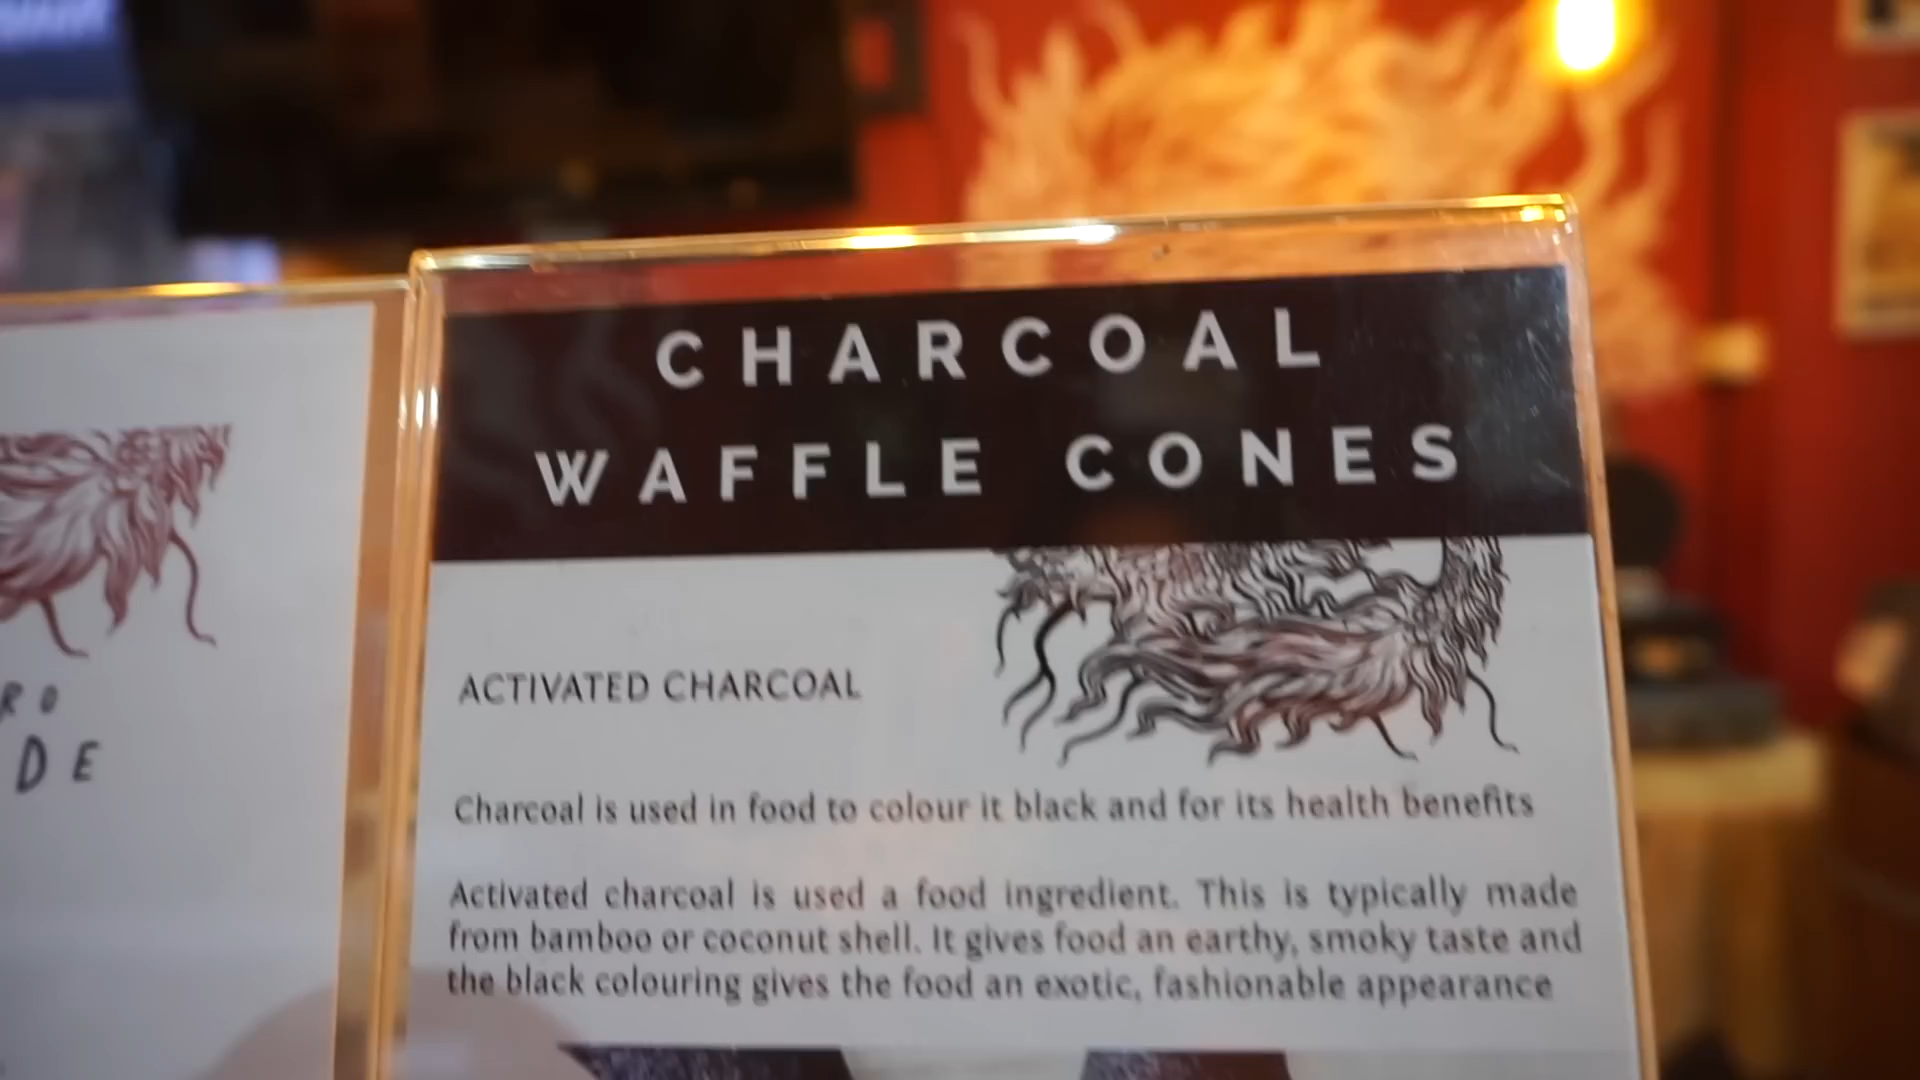 CHARCOAL
WAFFLE CONES
ACTIVATED CHARCOAL
Charcoal is used in food to colour it black and for its health benefits
Activated charcoal is used a food ingredient. This is typically made
from bamboo or coconut shell. It gives food an earthy, smoky taste and
the black colouring gives the food an exotic, fashionable appearance
RO
DE